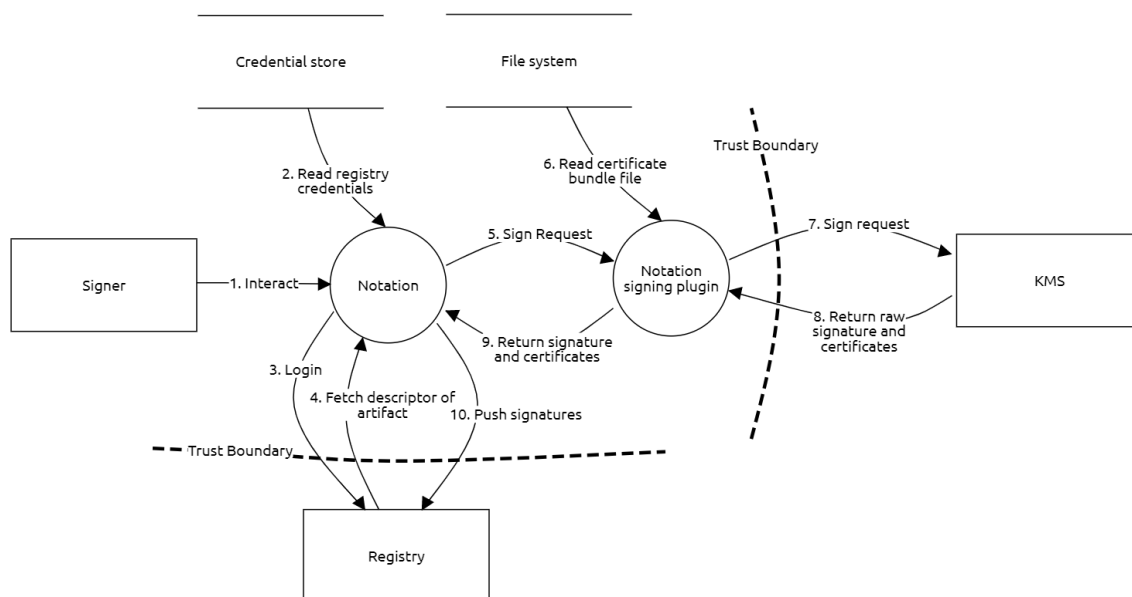 Credential store
File system
Trust Boundary
2. Read registry
credentials
6. Read certificate
bundle file
7. Sign request
5. Sign Request
Signer
1. Interact
Notation
Notation
signing plugin
KMS
8. Return raw
signature and
certificates
9. Return signature
and certificates
3. Login
4. Fetch descriptor of
artifact
10. Push signatures
Trust Boundary
Registry